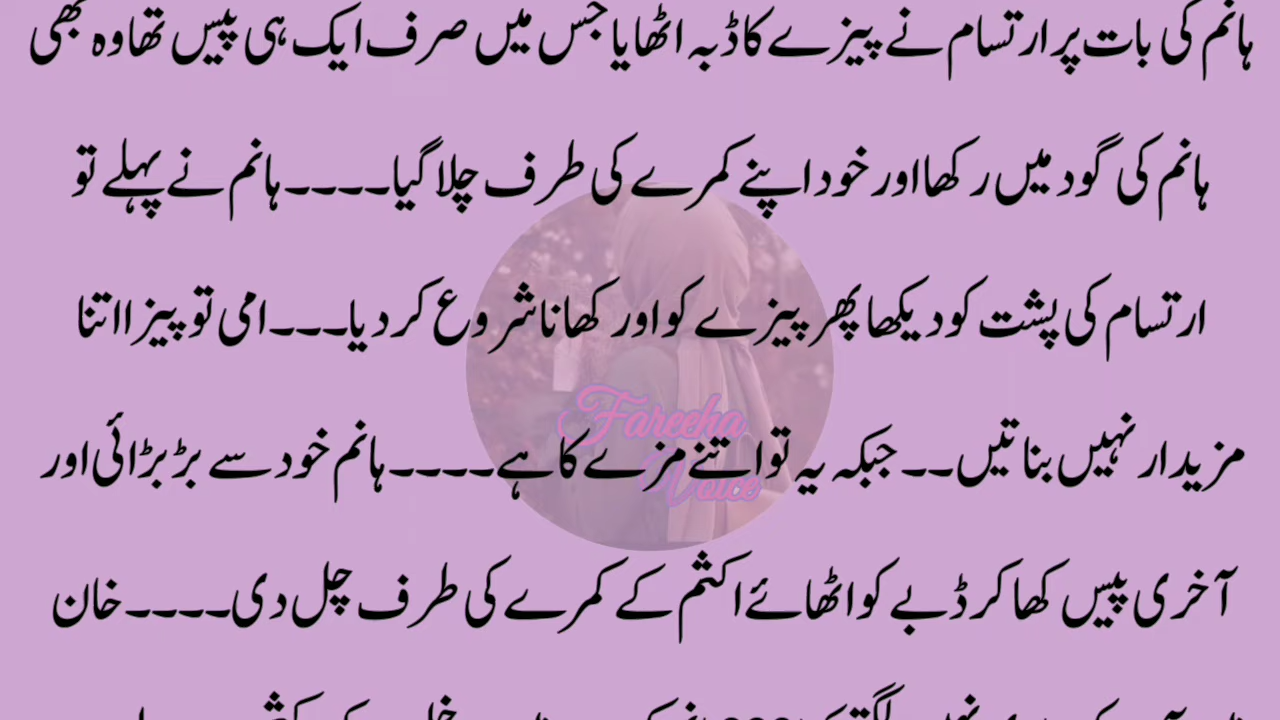 ہانم کی بات پر ارتسام نے پیزے کا ڈبہ اٹھایا جس میں صرف ایک ہی پیس تھا وہ بھی
ہانم کی گود میں رکھا اور خود اپنے کمرے کی طرف چلا گیا۔۔۔۔ ہانم نے پہلے تو
ارتسام کی پشت کو دیکھا پھر پیزے کو اور کھانا شروع کر دیا۔۔۔ امی تو پیزا اتنا
مزیدار نہیں بناتیں۔۔ جبکہ یہ تو اتنے مزے کا ہے۔۔۔۔ ہانم خود سے بڑبڑائی اور
آخری پیس کھا کر ڈبے کو اٹھائے اکثم کے کمرے کی طرف چل دی۔۔۔۔ خان
Fareeha
Voice